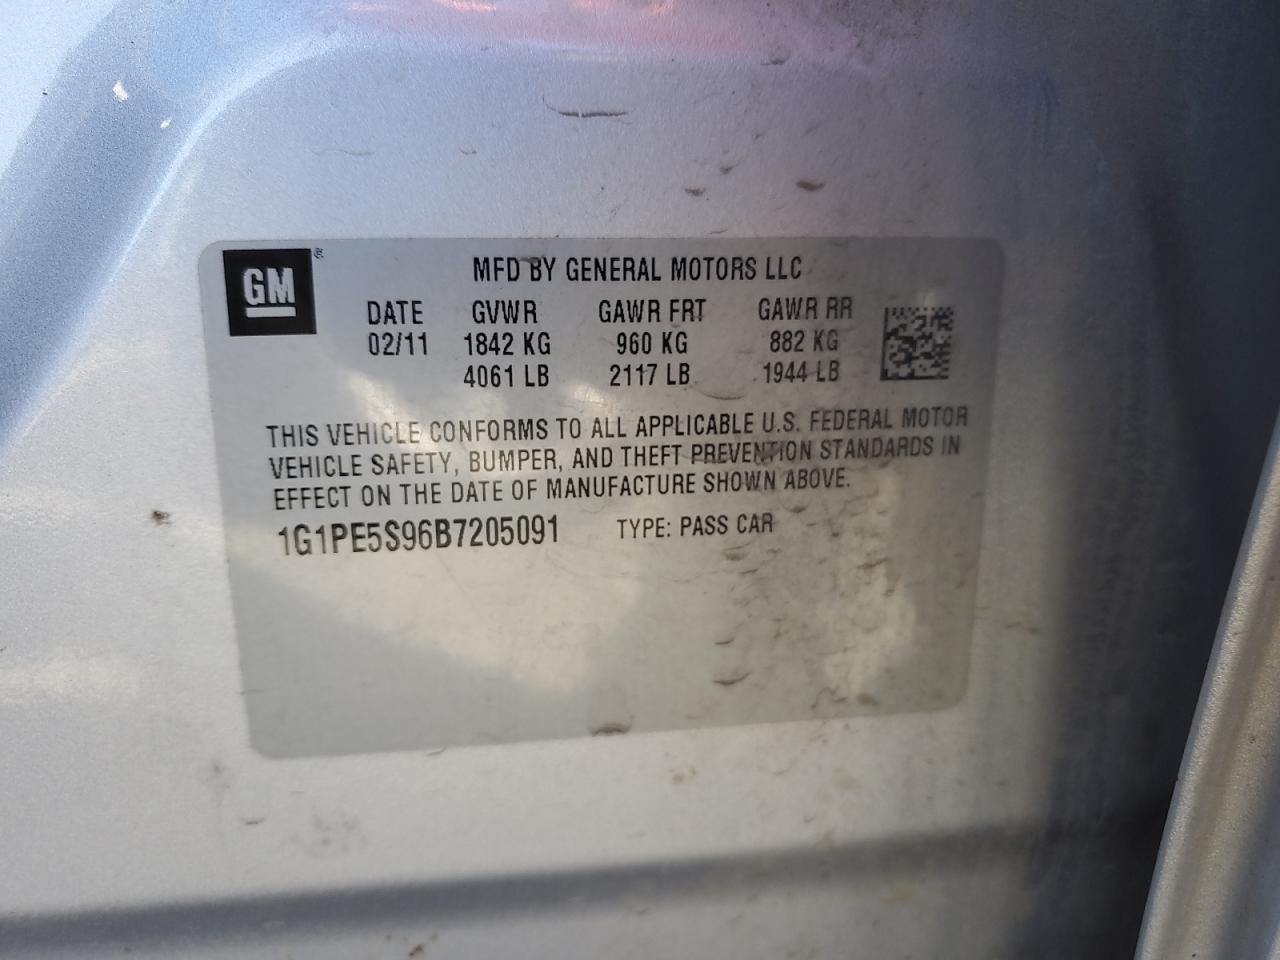 GM ®
MFD BY GENERAL MOTORS LLC
DATE GVWR GAWR FRT GAWR RR
02/11 1842 KG 960 KG 882 KG
4061 LB 2117 LB 1944 LB
THIS VEHICLE CONFORMS TO ALL APPLICABLE U.S. FEDERAL MOTOR
VEHICLE SAFETY, BUMPER, AND THEFT PREVENTION STANDARDS IN
EFFECT ON THE DATE OF MANUFACTURE SHOWN ABOVE.
1G1PE5S96B7205091 TYPE: PASS CAR